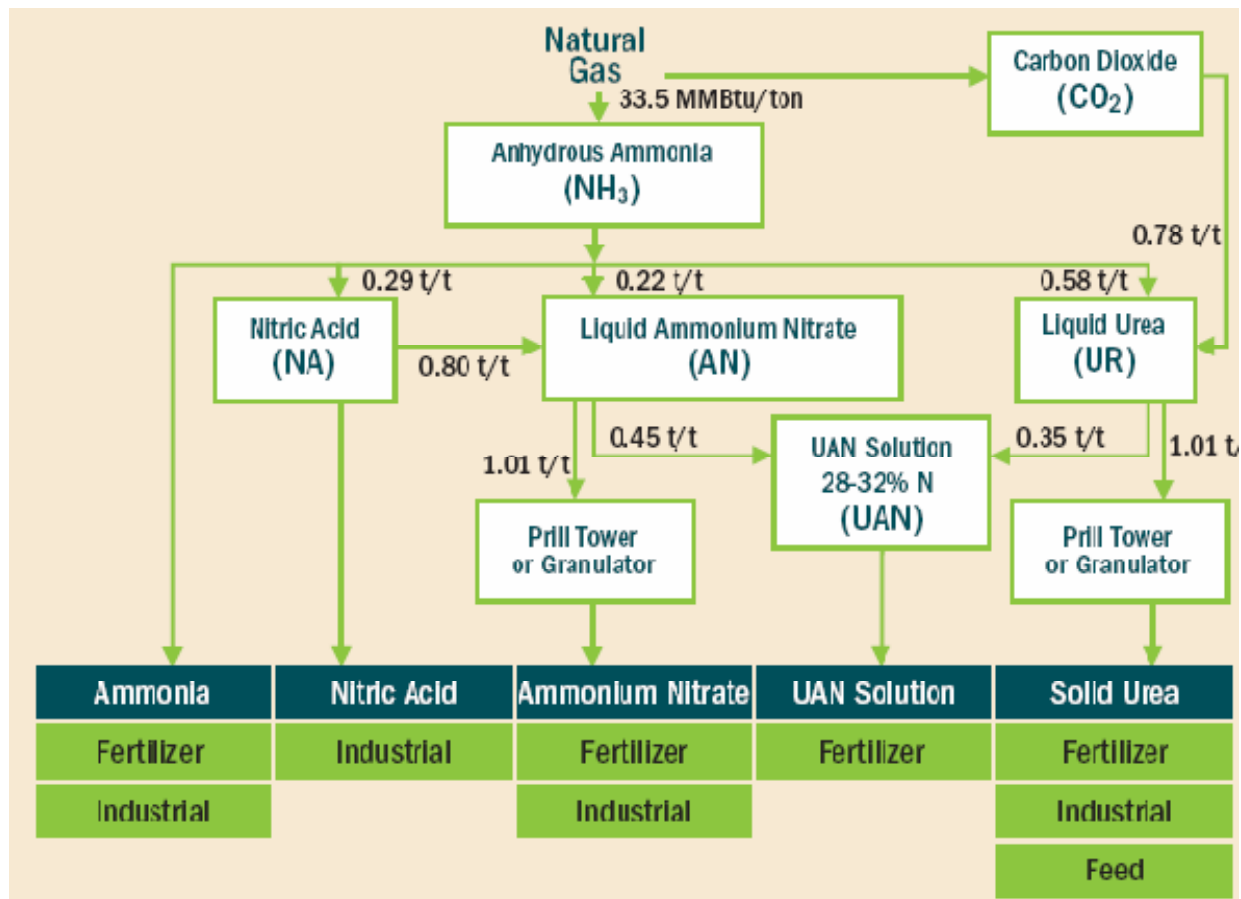 Natural
Gas
33.5 MMBtu/ton
Carbon Dioxide
(CO₂)
Anhydrous Ammonia
(NH₃)
0.78 t/t
0.29 t/t
0.22 t/t
0.58 t/t
Nitric Acid
(NA)
0.80 t/t
Liquid Ammonium Nitrate
(AN)
Liquid Urea
(UR)
1.01 t/t
0.45 t/t
UAN Solution
28-32% N
(UAN)
0.35 t/t
1.01 t/
Prill Tower
or Granulator
Prill Tower
or Granulator
Ammonia
Nitric Acid
Ammonium Nitrate
UAN Solution
Solid Urea
Fertilizer
Industrial
Fertilizer
Fertilizer
Fertilizer
Industrial
Industrial
Industrial
Feed